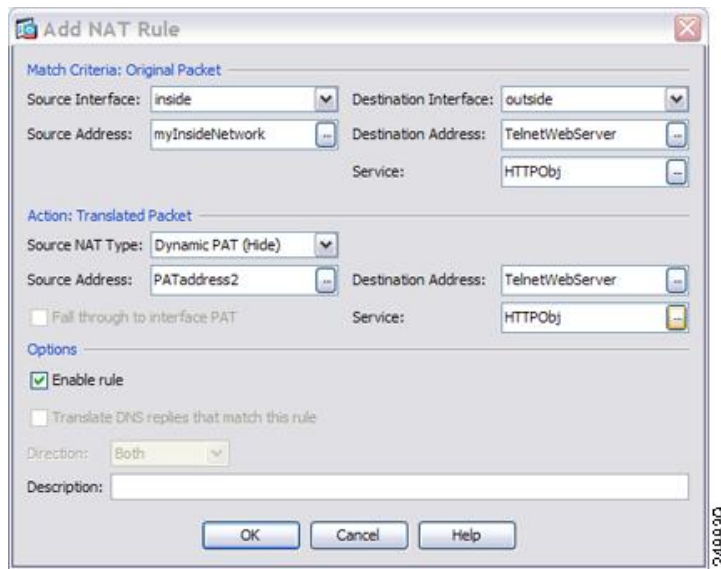 Add NAT Rule
Match Criteria: Original Packet
Source Interface: inside Destination Interface: outside
Source Address: myInsideNetwork ... Destination Address: TelnetWebServer ...
Service: HTTPObj ...
Action: Translated Packet
Source NAT Type: Dynamic PAT (Hide)
Source Address: PATaddress2 ... Destination Address: TelnetWebServer ...
Fall through to interface PAT Service: HTTPObj ...
Options
Enable rule
Translate DNS replies that match this rule
Direction: Both
Description:
OK Cancel Help